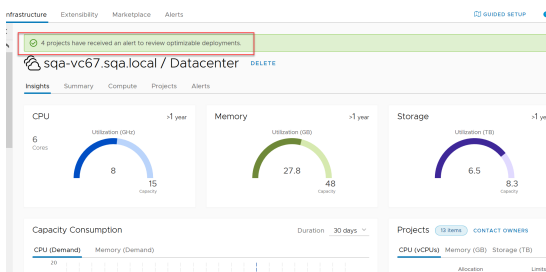 nfrastructure Extensibility Marketplace Alerts GUIDED SETUP
4 projects have received an alert to review optimizable deployments.
sqa-vc67.sqa.local / Datacenter DELETE
Insights Summary Compute Projects Alerts
CPU >1 year
Utilization (GHz)
6
Cores
8
15
Capacity
Memory >1 year
Utilization (GB)
27.8
48
Capacity
Storage >1 ye
Utilization (TB)
6.5
8.3
Capacity
Capacity Consumption Duration 30 days
CPU (Demand) Memory (Demand)
20
Projects 13 items CONTACT OWNERS
CPU (vCPUs) Memory (GB) Storage (TB)
Allocation Limite